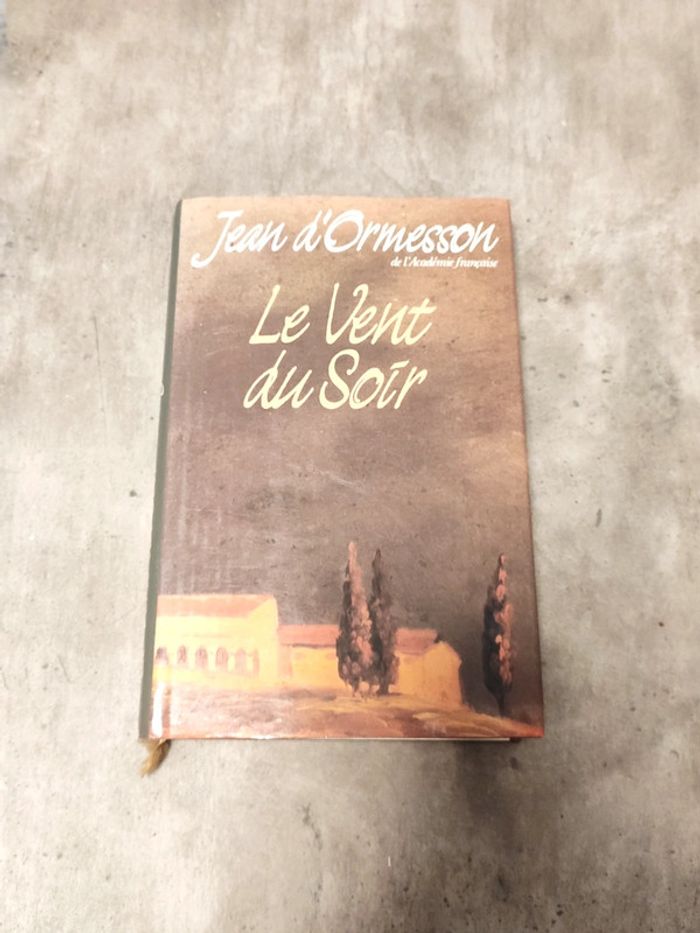 Jean d'Ormesson
de l'Académie française
Le Vent
du Soir